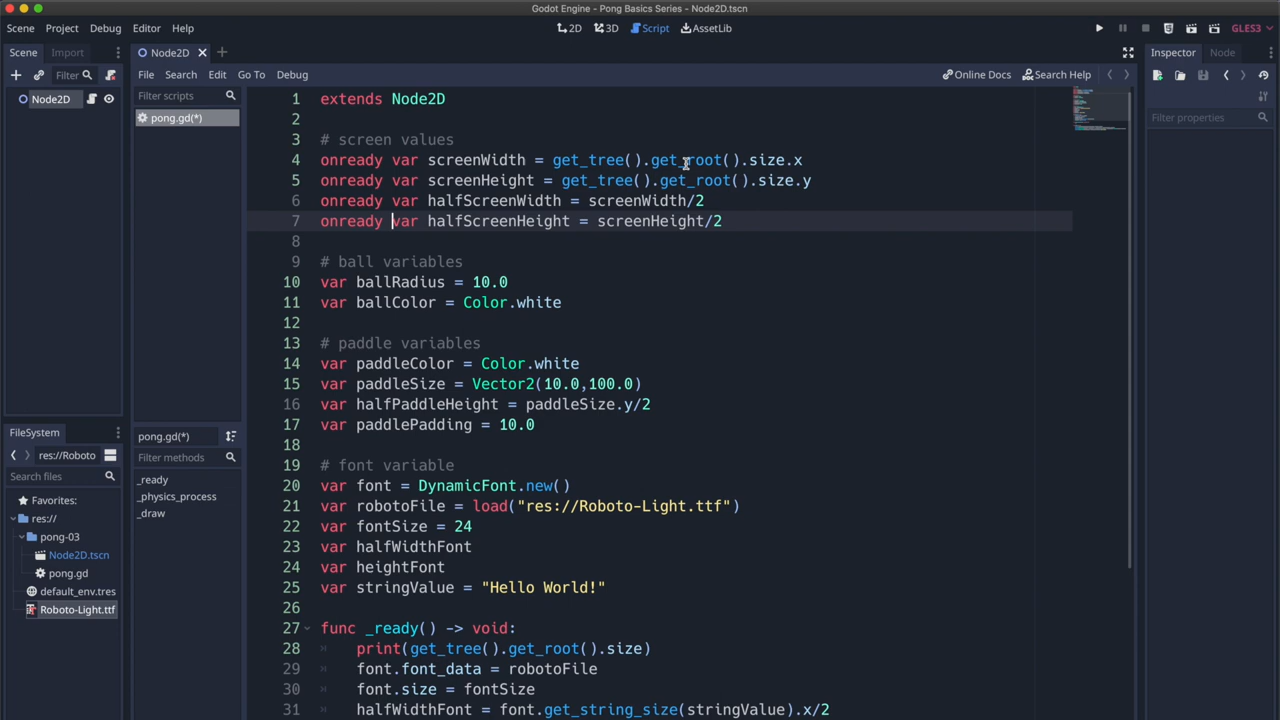 Godot Engine - Pong Basics Series - Node2D.tscn
Scene Project Debug Editor Help
2D 3D Script AssetLib
GLES3
Scene Import
Filter
Node2D
FileSystem
res://Roboto
Search files
Favorites:
res://
pong-03
Node2D.tscn
pong.gd
default_env.tres
Roboto-Light.ttf
Node2D
File Search Edit Go To Debug
Online Docs Search Help
Filter scripts
pong.gd(*)
pong.gd(*)
Filter methods
_ready
_physics_process
_draw
1 extends Node2D
2
3 # screen values
4 onready var screenWidth = get_tree().get_root().size.x
5 onready var screenHeight = get_tree().get_root().size.y
6 onready var halfScreenWidth = screenWidth/2
7 onready var halfScreenHeight = screenHeight/2
8
9 # ball variables
10 var ballRadius = 10.0
11 var ballColor = Color.white
12
13 # paddle variables
14 var paddleColor = Color.white
15 var paddleSize = Vector2(10.0,100.0)
16 var halfPaddleHeight = paddleSize.y/2
17 var paddlePadding = 10.0
18
19 # font variable
20 var font = DynamicFont.new()
21 var robotoFile = load("res://Roboto-Light.ttf")
22 var fontSize = 24
23 var halfWidthFont
24 var heightFont
25 var stringValue = "Hello World!"
26
27 func _ready() -> void:
28 print(get_tree().get_root().size)
29 font.font_data = robotoFile
30 font.size = fontSize
31 halfWidthFont = font.get_string_size(stringValue).x/2
Inspector Node
Filter properties